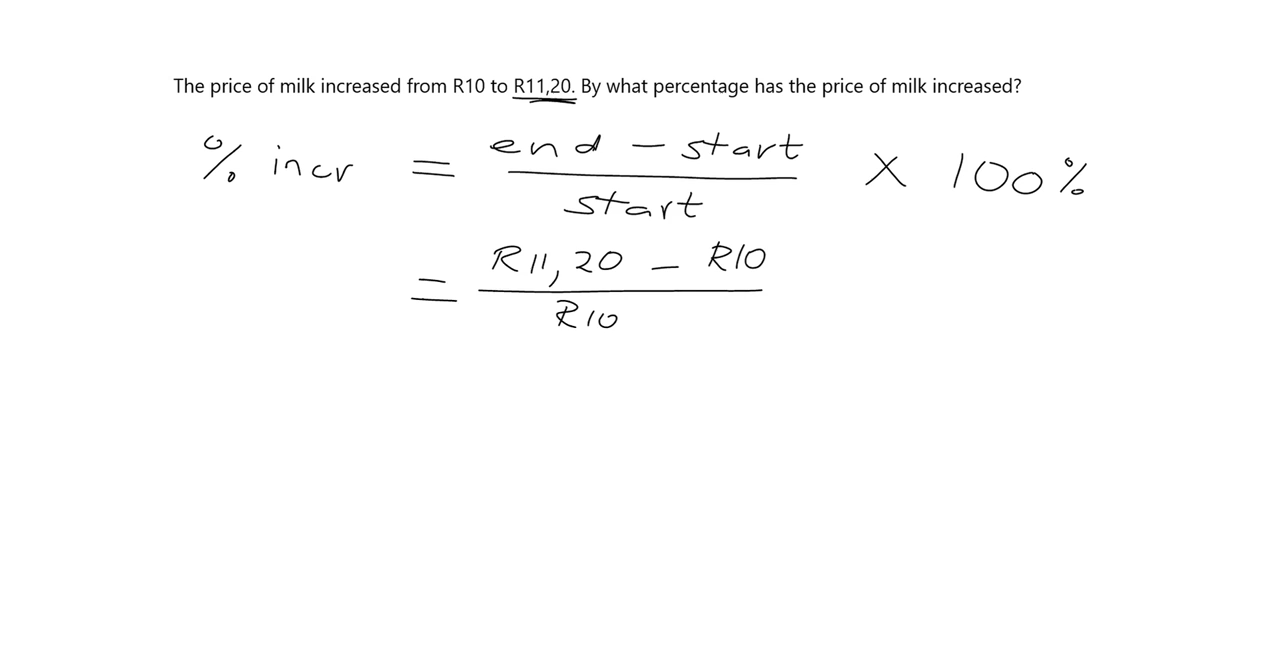 The price of milk increased from R10 to R11,20. By what percentage has the price of milk increased?
% incr = end - start / start × 100%
= R11,20 - R10 / R10